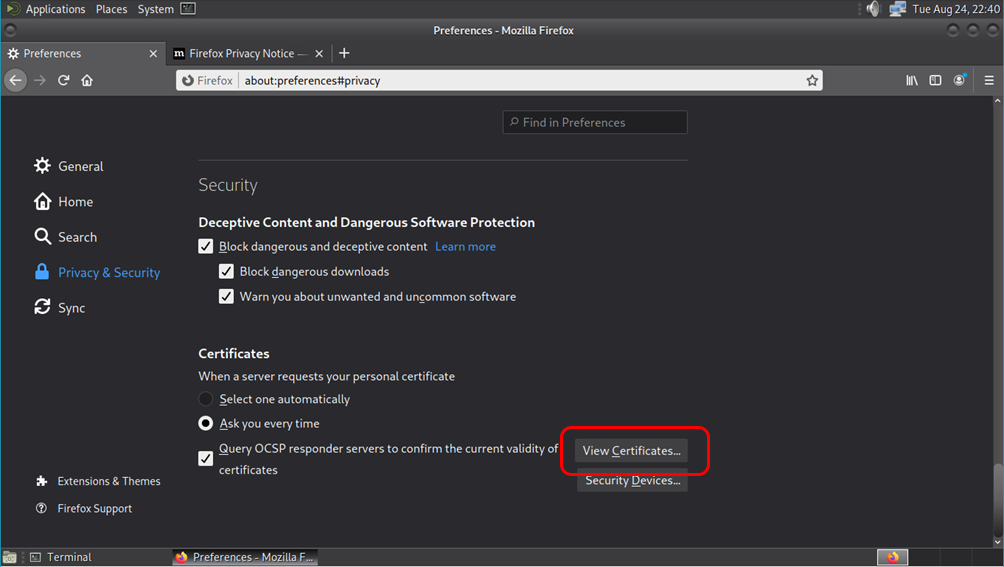 Applications Places System
Tue Aug 24, 22:40
Preferences - Mozilla Firefox
Preferences
m Firefox Privacy Notice —
Firefox about:preferences#privacy
Find in Preferences
General
Home
Search
Privacy & Security
Sync
Extensions & Themes
Firefox Support
Security
Deceptive Content and Dangerous Software Protection
Block dangerous and deceptive content Learn more
Block dangerous downloads
Warn you about unwanted and uncommon software
Certificates
When a server requests your personal certificate
Select one automatically
Ask you every time
Query OCSP responder servers to confirm the current validity of
certificates
View Certificates...
Security Devices...
Terminal
Preferences - Mozilla F...